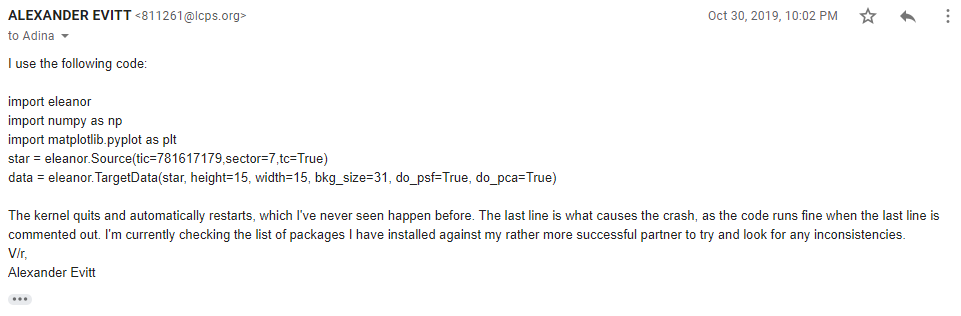 ALEXANDER EVITT <811261@lcps.org>
Oct 30, 2019, 10:02 PM
to Adina
I use the following code:
import eleanor
import numpy as np
import matplotlib.pyplot as plt
star = eleanor.Source(tic=781617179,sector=7,tc=True)
data = eleanor.TargetData(star, height=15, width=15, bkg_size=31, do_psf=True, do_pca=True)
The kernel quits and automatically restarts, which I've never seen happen before. The last line is what causes the crash, as the code runs fine when the last line is
commented out. I'm currently checking the list of packages I have installed against my rather more successful partner to try and look for any inconsistencies.
V/r,
Alexander Evitt